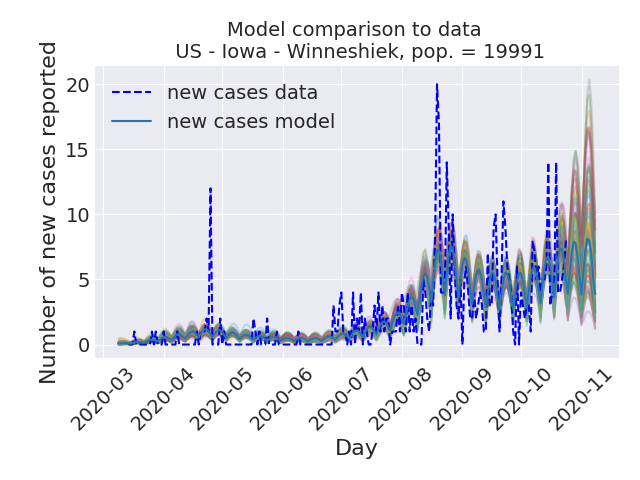 Model comparison to data
US - Iowa - Winneshiek, pop. = 19991
Number of new cases reported
20
15
10
5
0
new cases data
new cases model
2020-03
2020-04
2020-05
2020-06
2020-07
2020-08
2020-09
2020-10
2020-11
Day